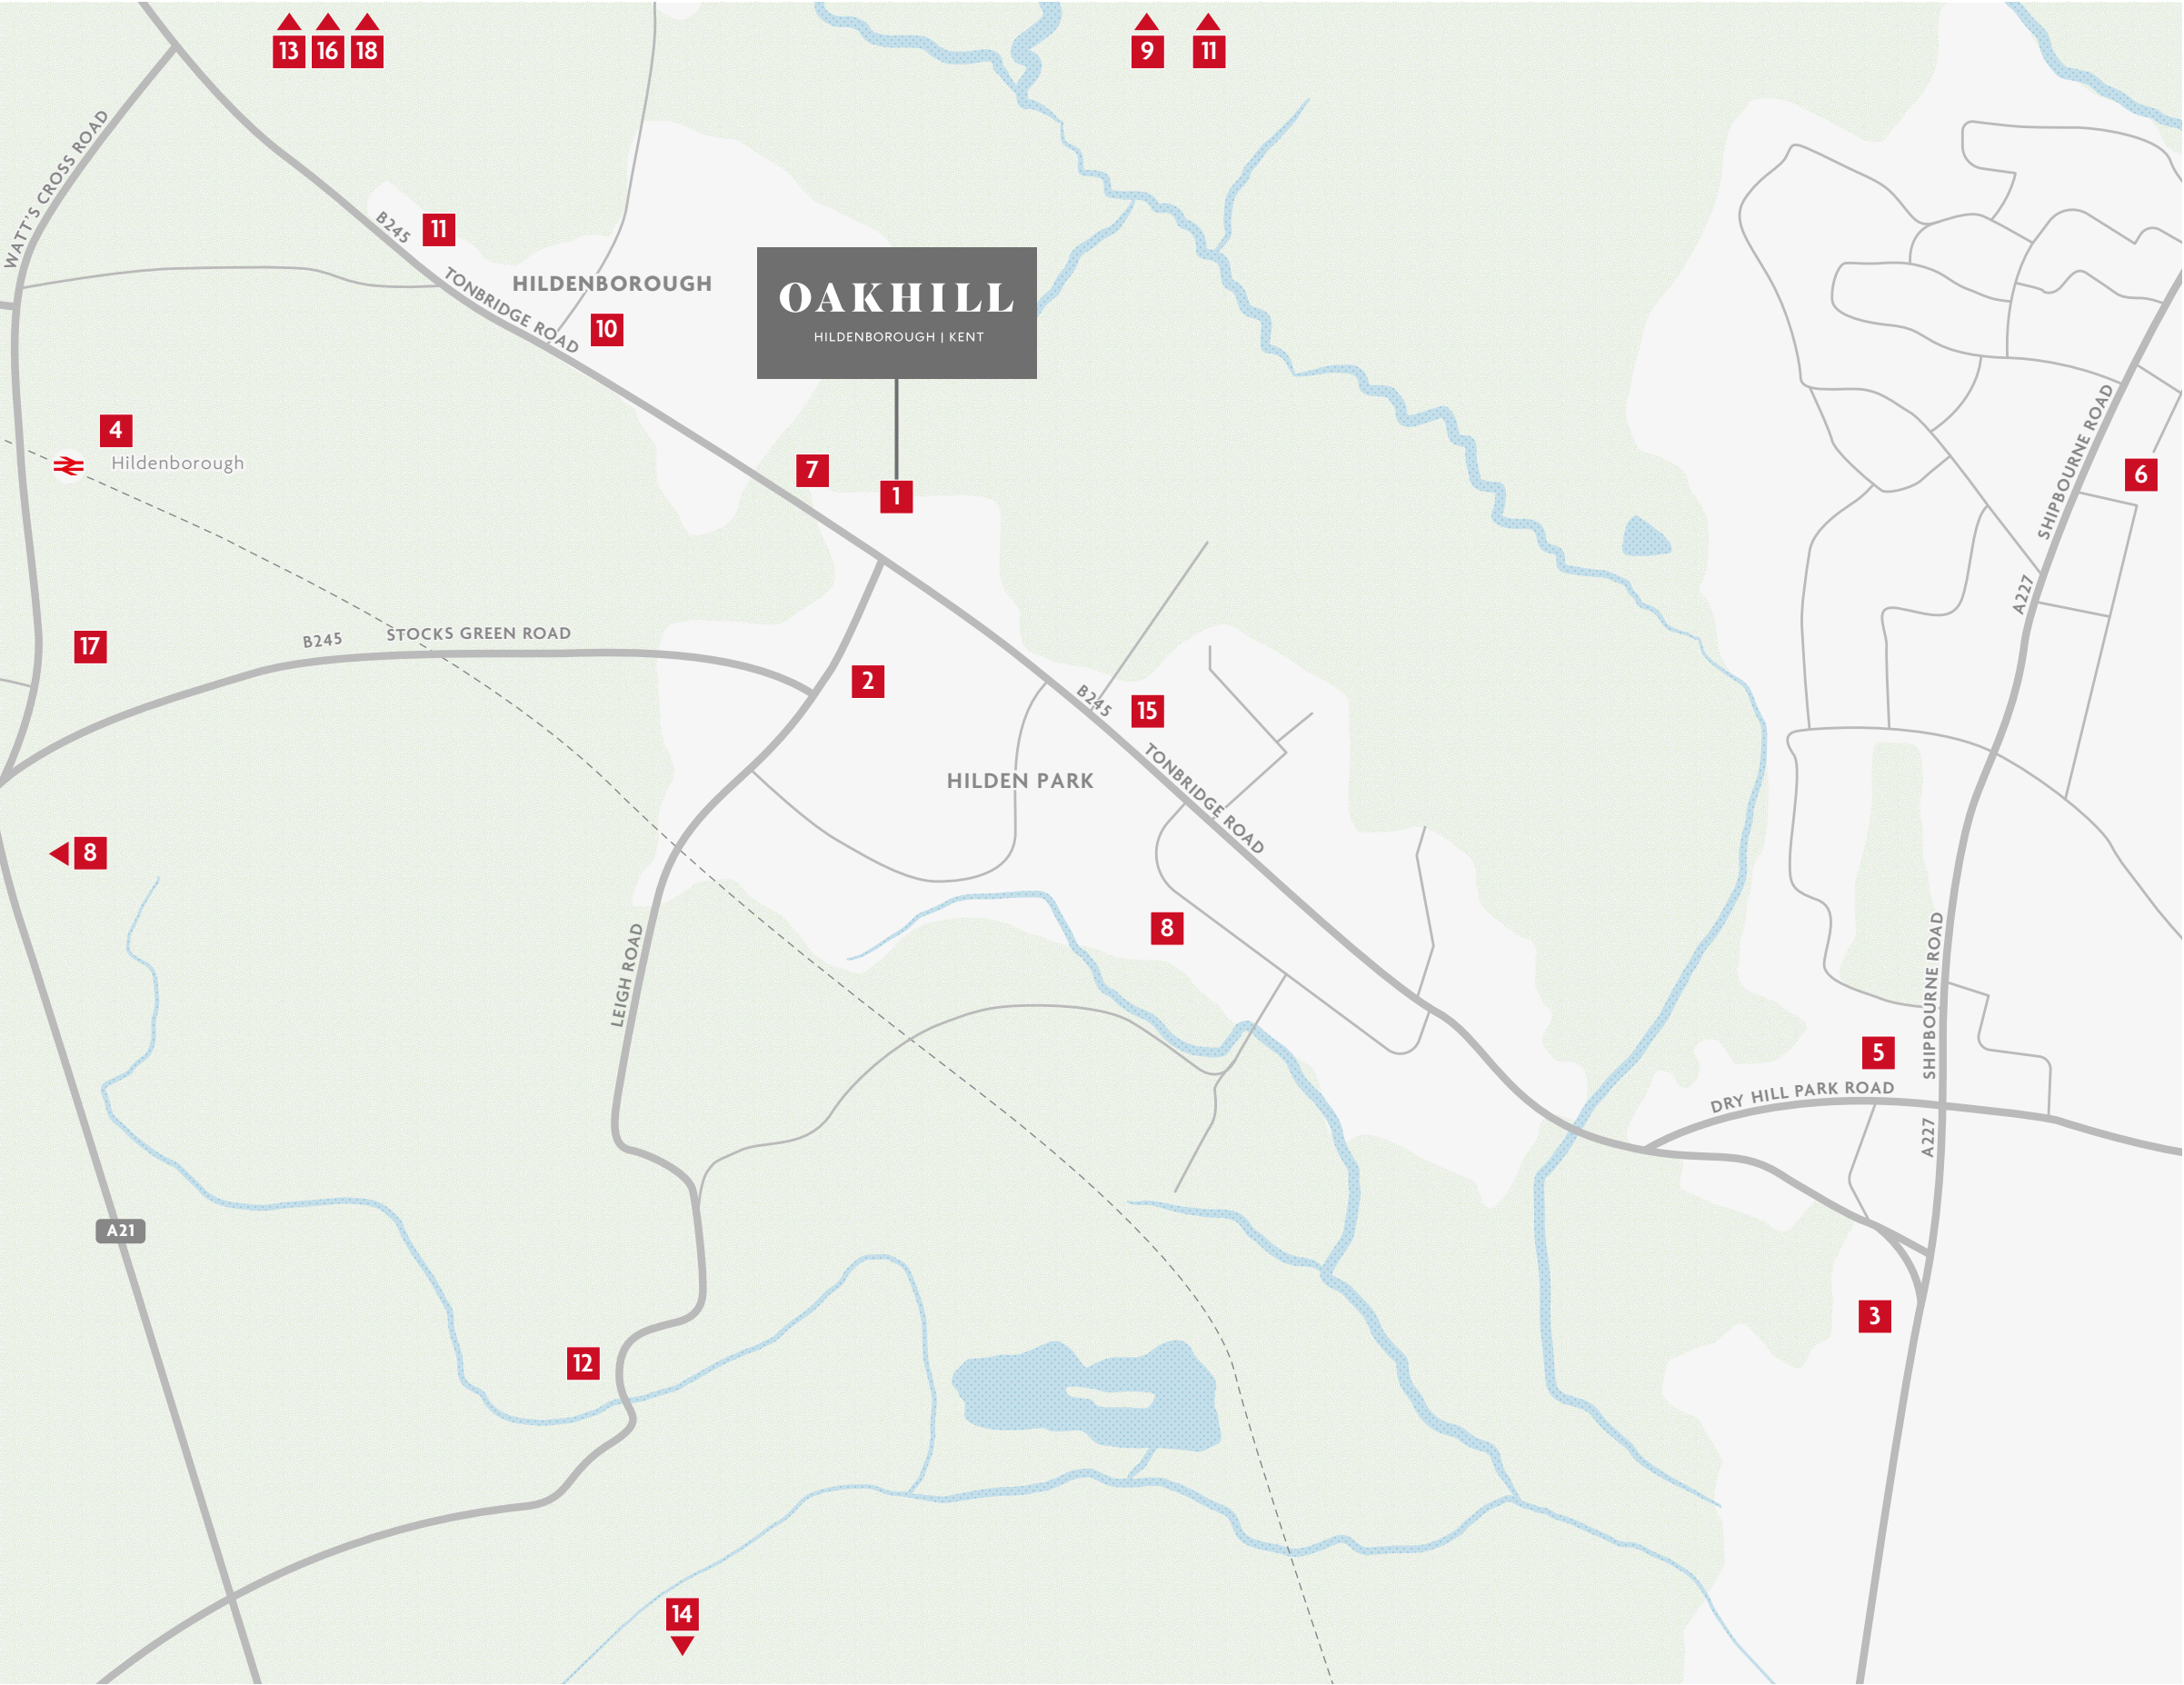 13 16 18
9 11
WATT'S CROSS ROAD
B245
11
TONBRIDGE ROAD
HILDENBOROUGH
10
OAKHILL
HILDENBOROUGH | KENT
4
Hildenborough
7
1
SHIPBOURNE ROAD
6
A227
17
B245
STOCKS GREEN ROAD
2
B245
15
TONBRIDGE ROAD
HILDEN PARK
8
8
LEIGH ROAD
SHIPBOURNE ROAD
5
DRY HILL PARK ROAD
A227
A21
3
12
14